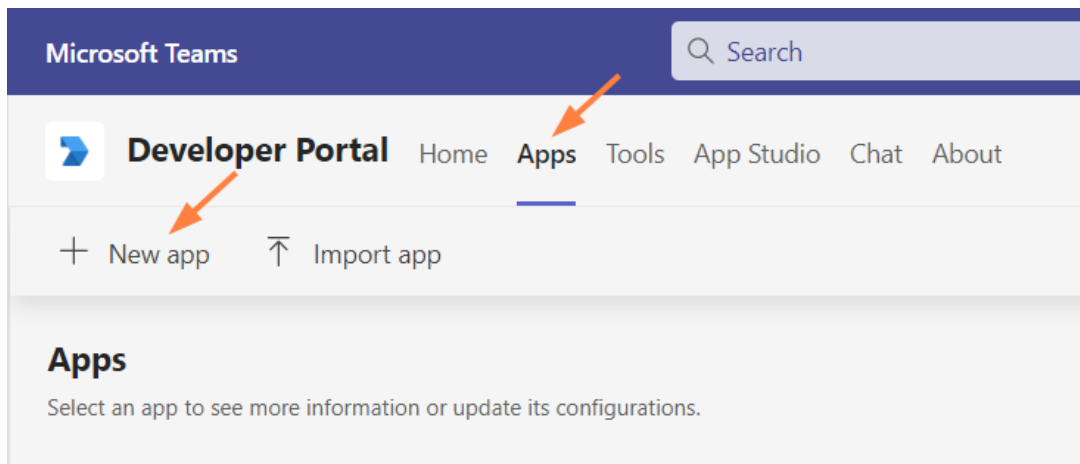 Microsoft Teams
Search
Developer Portal Home Apps Tools App Studio Chat About
New app Import app
Apps
Select an app to see more information or update its configurations.